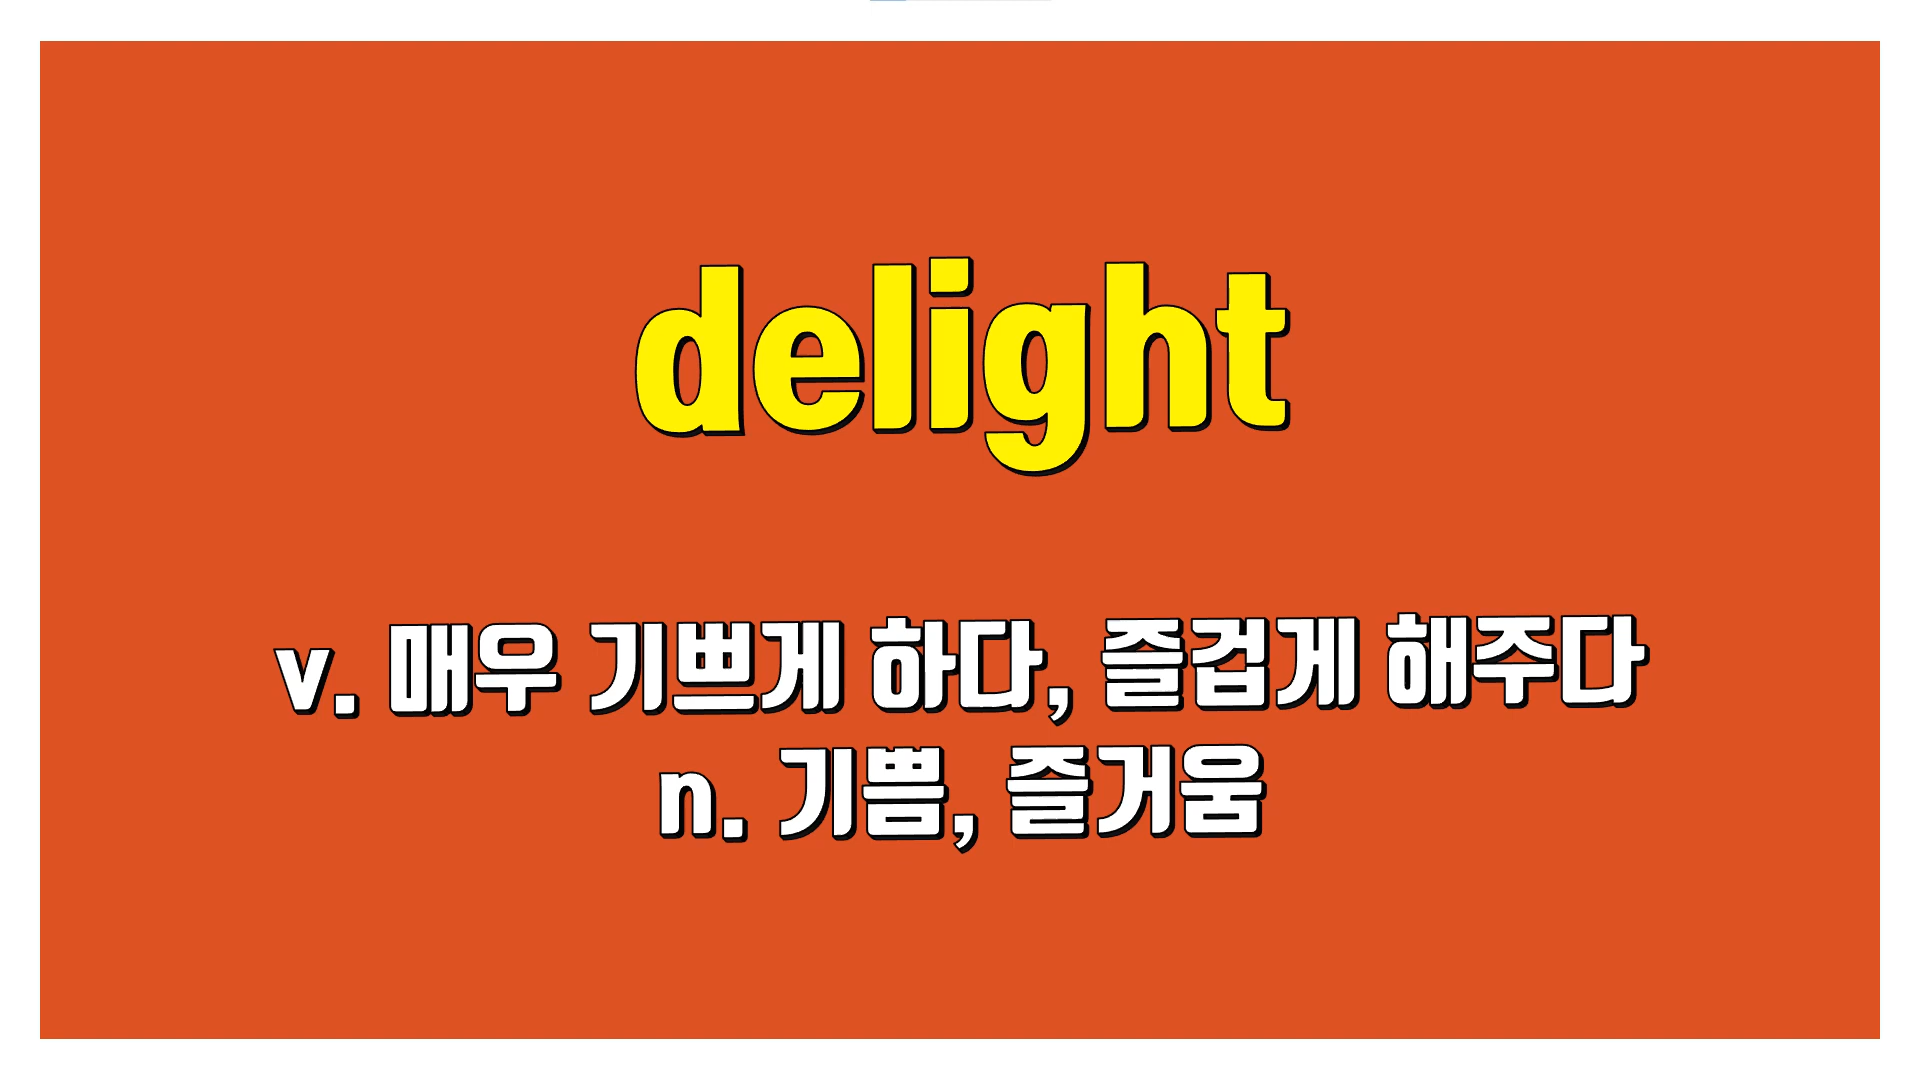 delight
v. 매우 기쁘게 하다, 즐겁게 해주다
n. 기쁨, 즐거움